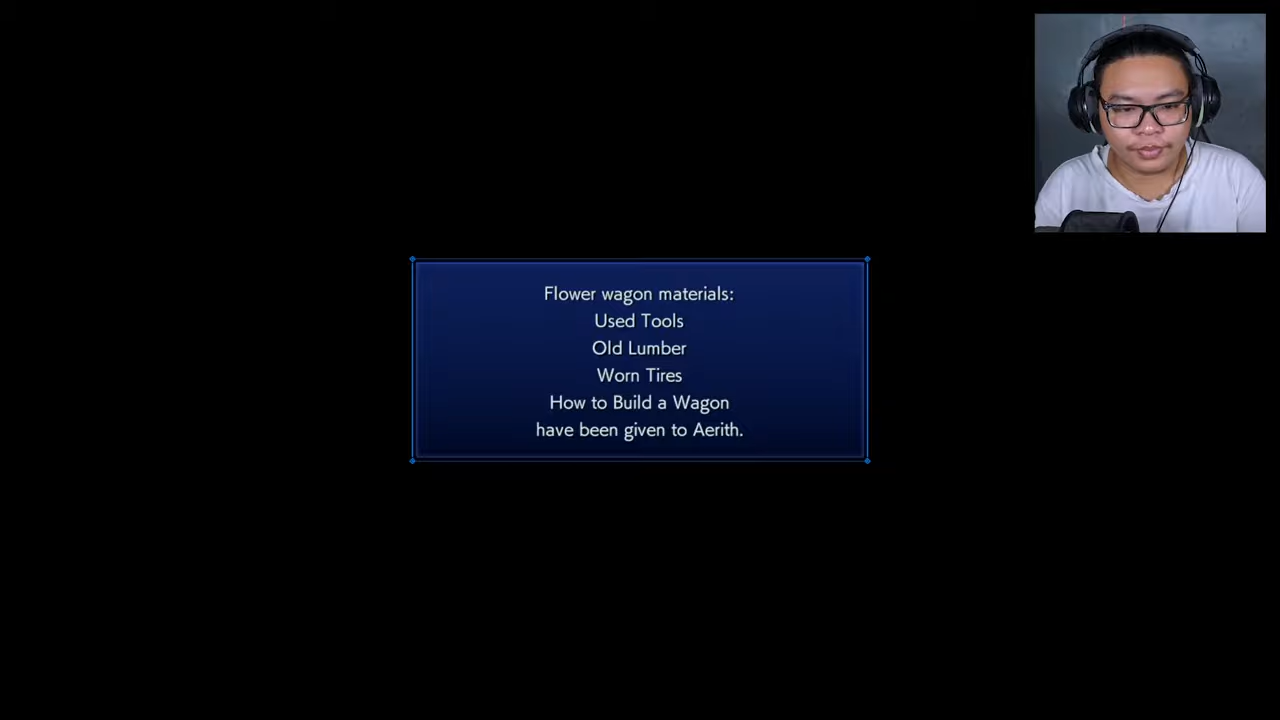 Flower wagon materials:
Used Tools
Old Lumber
Worn Tires
How to Build a Wagon
have been given to Aerith.